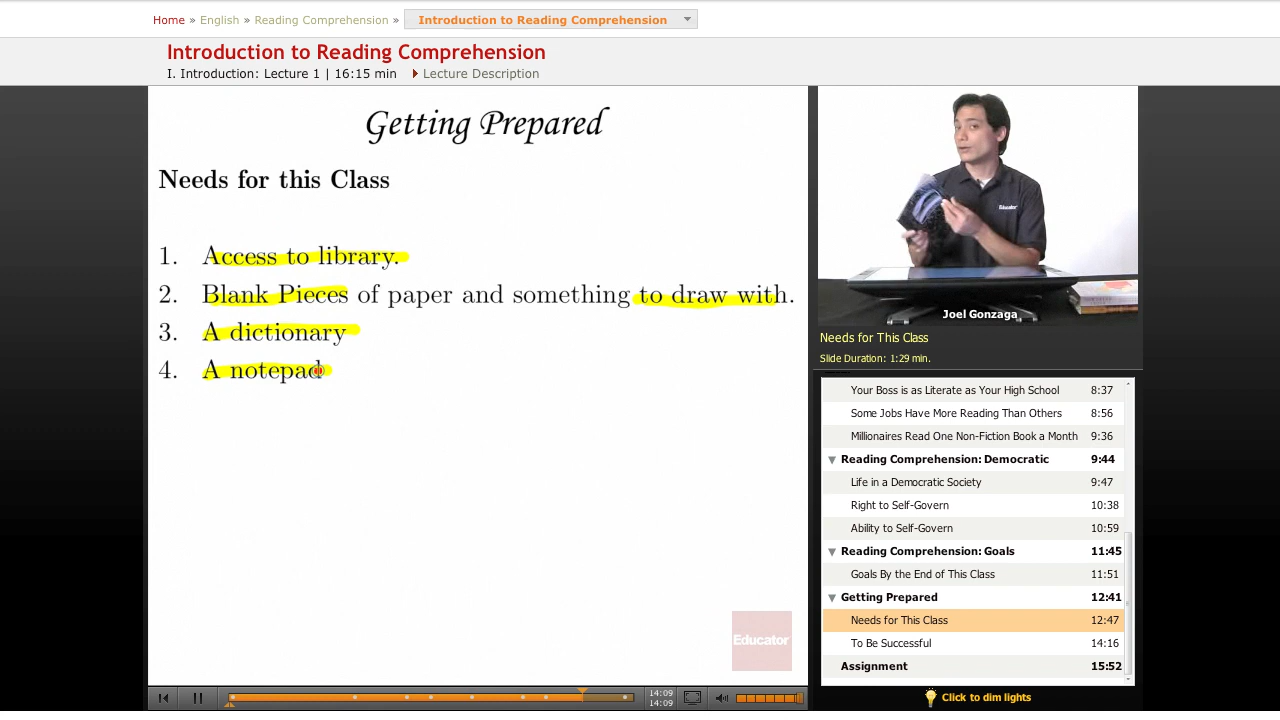 Home » English » Reading Comprehension » Introduction to Reading Comprehension
Introduction to Reading Comprehension
I. Introduction: Lecture 1 | 16:15 min Lecture Description
Getting Prepared
Needs for this Class
1. Access to library.
2. Blank Pieces of paper and something to draw with.
3. A dictionary
4. A notepad
Educator
Educator
Joel Gonzaga
Needs for This Class
Slide Duration: 1:29 min.
Your Boss is as Literate as Your High School 8:37
Some Jobs Have More Reading Than Others 8:56
Millionaires Read One Non-Fiction Book a Month 9:36
Reading Comprehension: Democratic 9:44
Life in a Democratic Society 9:47
Right to Self-Govern 10:38
Ability to Self-Govern 10:59
Reading Comprehension: Goals 11:45
Goals By the End of This Class 11:51
Getting Prepared 12:41
Needs for This Class 12:47
To Be Successful 14:16
Assignment 15:52
14:09
14:09
Click to dim lights